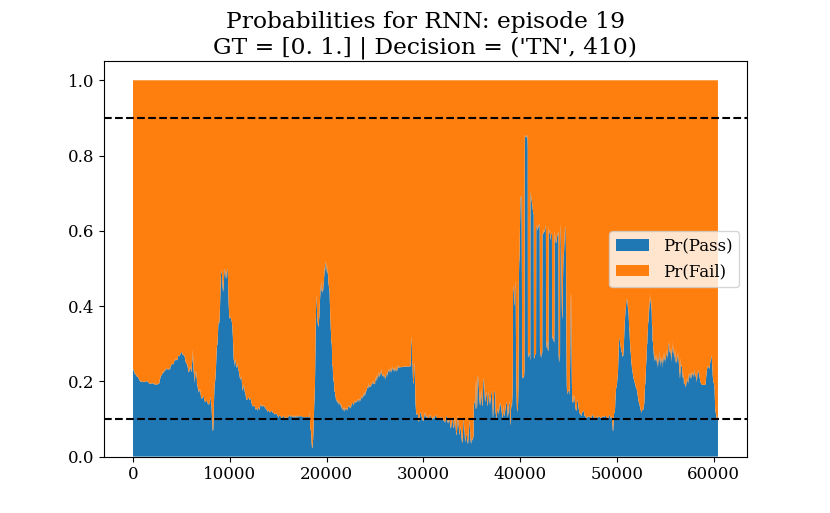 Probabilities for RNN: episode 19
GT = [0. 1.] | Decision = ('TN', 410)
1.0
0.8
0.6
0.4
0.2
0.0
Pr(Pass)
Pr(Fail)
0 10000 20000 30000 40000 50000 60000